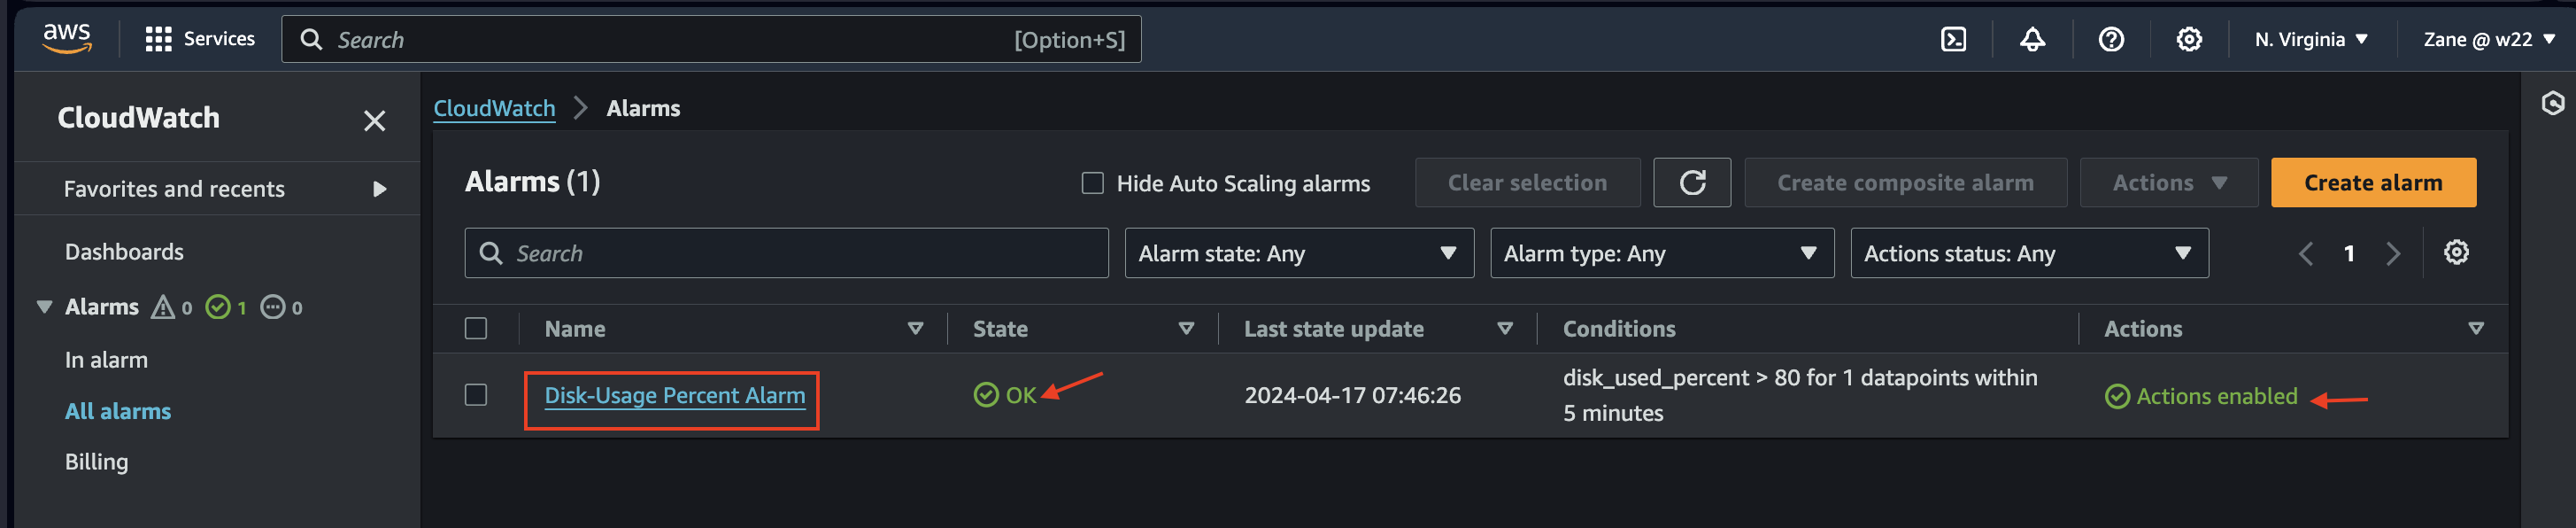 aws
Services
Search
[Option+S]
N. Virginia
Zane @ w22
CloudWatch
Favorites and recents
Dashboards
Alarms 0 1 0
In alarm
All alarms
Billing
CloudWatch
Alarms
Alarms (1)
Hide Auto Scaling alarms
Clear selection
Create composite alarm
Actions
Create alarm
Search
Alarm state: Any
Alarm type: Any
Actions status: Any
1
Name
State
Last state update
Conditions
Actions
Disk-Usage Percent Alarm
OK
2024-04-17 07:46:26
disk_used_percent > 80 for 1 datapoints within
5 minutes
Actions enabled